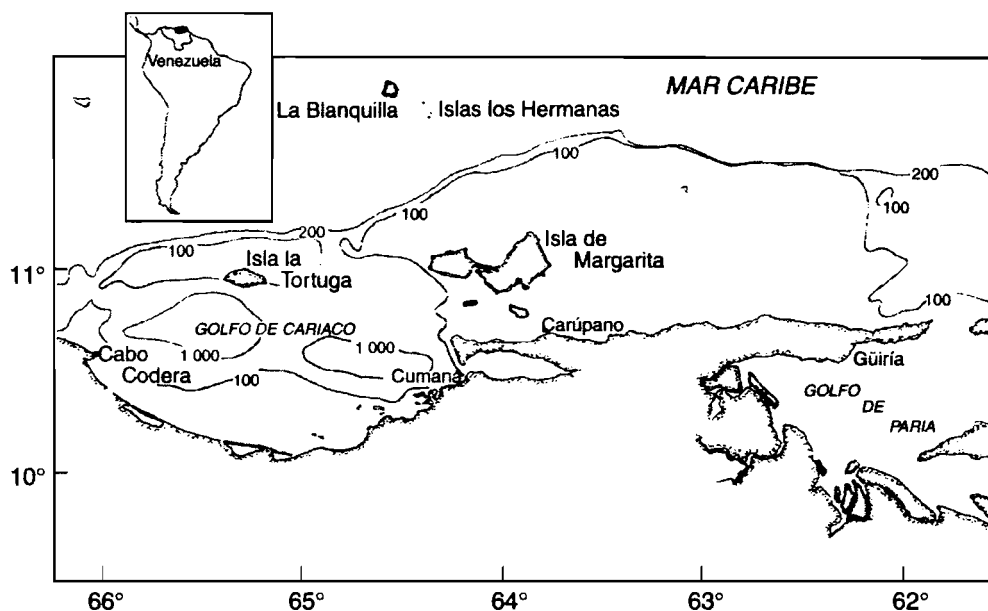 Venezuela
MAR CARIBE
La Blanquilla
Islas los Hermanas
100
200
100
100
200
100
100
Isla de
Margarita
Isla la
Tortuga
11°
100
GOLFO DE CARIACO
Carúpano
1 000
1 000
Cabo
Codera
100
Cumana
Güiría
GOLFO
DE
PARIA
10°
66°
65°
64°
63°
62°